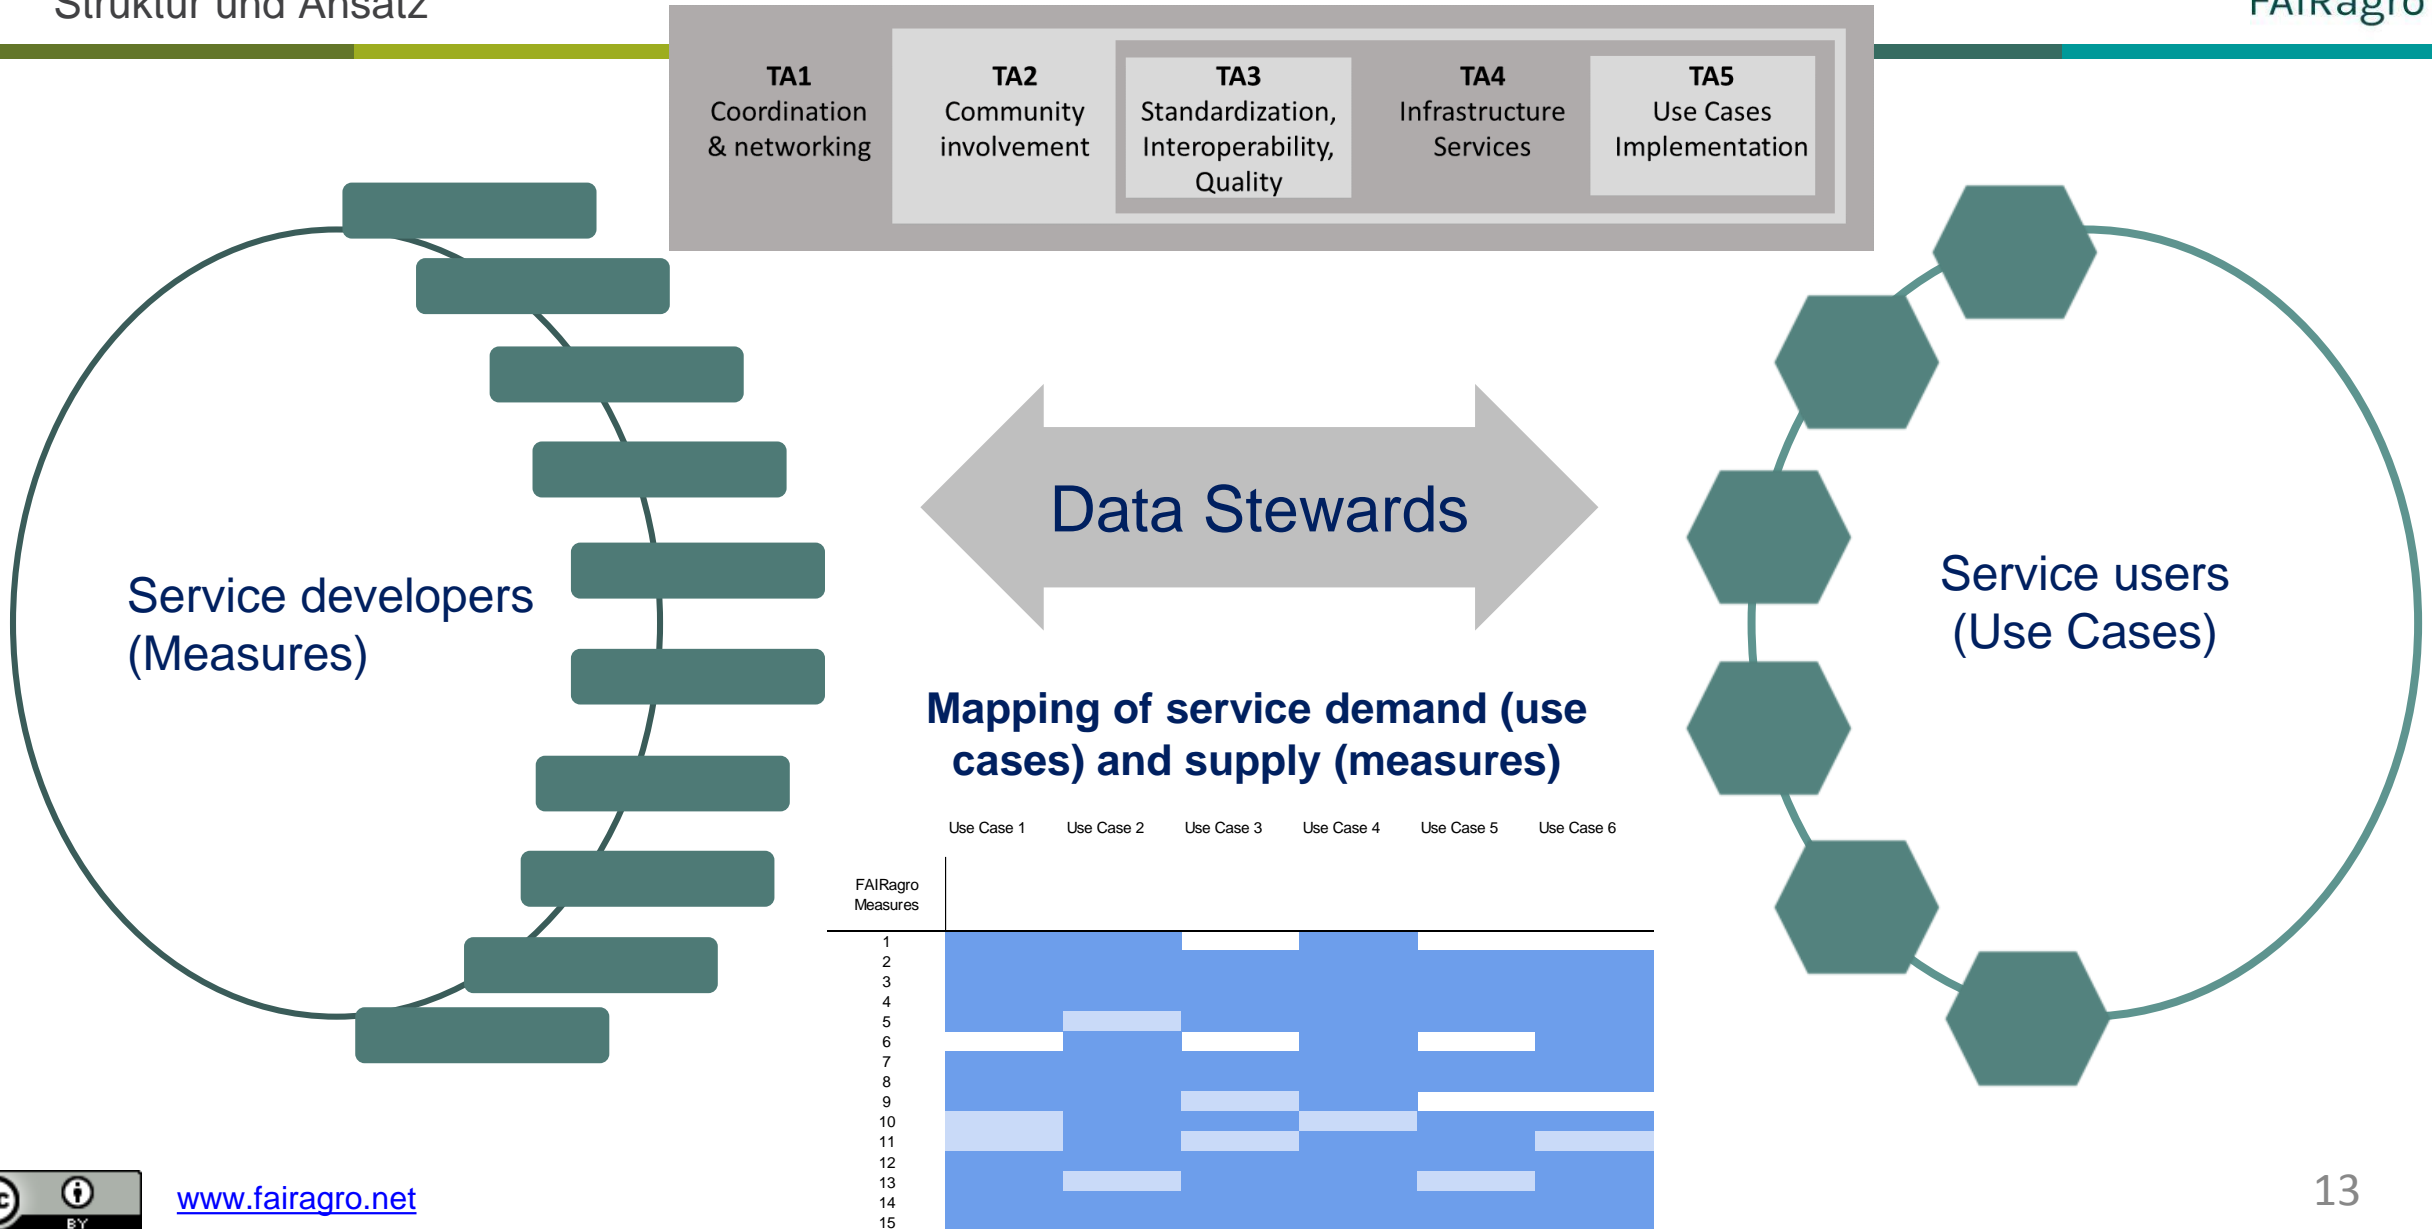 Struktur und Ansatz
FAIRagro
TA1
Coordination
& networking
TA2
Community
involvement
TA3
Standardization,
Interoperability,
Quality
TA4
Infrastructure
Services
TA5
Use Cases
Implementation
Service developers
(Measures)
Data Stewards
Service users
(Use Cases)
Mapping of service demand (use
cases) and supply (measures)
Use Case 1 Use Case 2 Use Case 3 Use Case 4 Use Case 5 Use Case 6
FAIRagro
Measures
1
2
3
4
5
6
7
8
9
10
11
12
13
14
15
cc
BY
www.fairagro.net
13